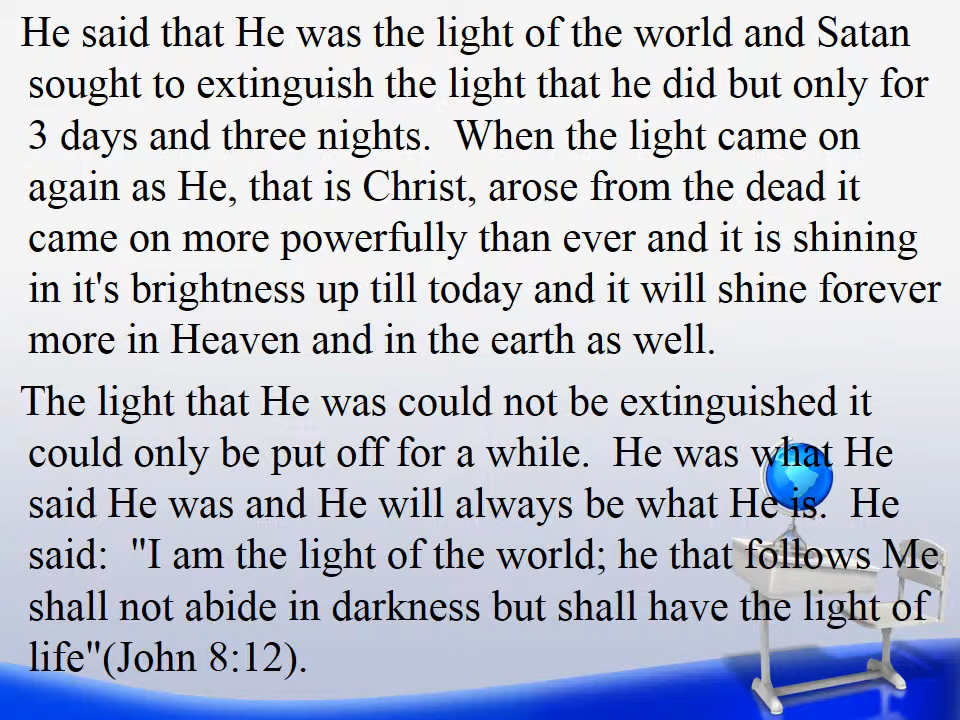 He said that He was the light of the world and Satan
sought to extinguish the light that he did but only for
3 days and three nights.  When the light came on
again as He, that is Christ, arose from the dead it
came on more powerfully than ever and it is shining
in it's brightness up till today and it will shine forever
more in Heaven and in the earth as well.
The light that He was could not be extinguished it
could only be put off for a while.  He was what He
said He was and He will always be what He is.  He
said:  "I am the light of the world; he that follows Me
shall not abide in darkness but shall have the light of
life"(John 8:12).